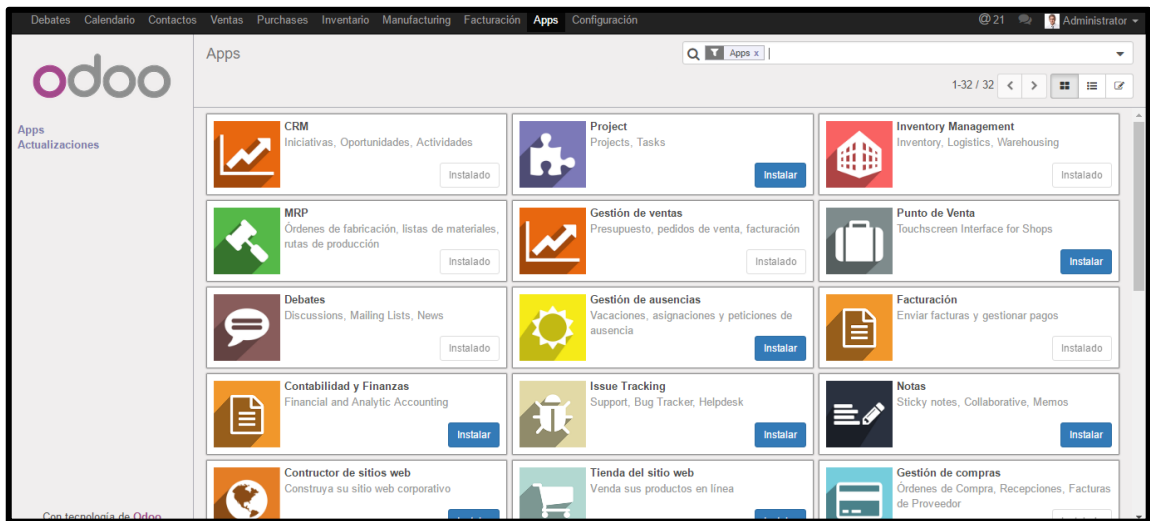 Debates Calendario Contactos Ventas Purchases Inventario Manufacturing Facturación Apps Configuración @ 21 Administrator
odoo
Apps
Apps x
1-32 / 32
Apps
Actualizaciones
CRM
Iniciativas, Oportunidades, Actividades
Instalado
Project
Projects, Tasks
Instalar
Inventory Management
Inventory, Logistics, Warehousing
Instalado
MRP
Órdenes de fabricación, listas de materiales,
rutas de producción
Instalado
Gestión de ventas
Presupuesto, pedidos de venta, facturación
Instalado
Punto de Venta
Touchscreen Interface for Shops
Instalar
Debates
Discussions, Mailing Lists, News
Instalado
Gestión de ausencias
Vacaciones, asignaciones y peticiones de
ausencia
Instalar
Facturación
Enviar facturas y gestionar pagos
Instalado
Contabilidad y Finanzas
Financial and Analytic Accounting
Instalar
Issue Tracking
Support, Bug Tracker, Helpdesk
Instalar
Notas
Sticky notes, Collaborative, Memos
Instalar
Contructor de sitios web
Construya su sitio web corporativo
Tienda del sitio web
Venda sus productos en línea
Gestión de compras
Órdenes de Compra, Recepciones, Facturas
de Proveedor
Con tecnología de Odoo